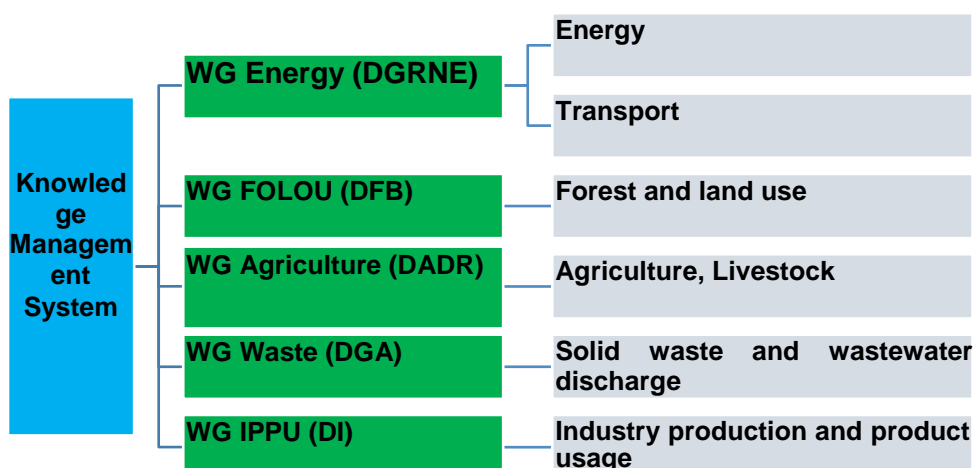 Knowled
ge
Managem
ent
System
WG Energy (DGRNE)
Energy
Transport
WG FOLOU (DFB)
Forest and land use
WG Agriculture (DADR)
Agriculture, Livestock
WG Waste (DGA)
Solid waste and wastewater
discharge
WG IPPU (DI)
Industry production and product
usage